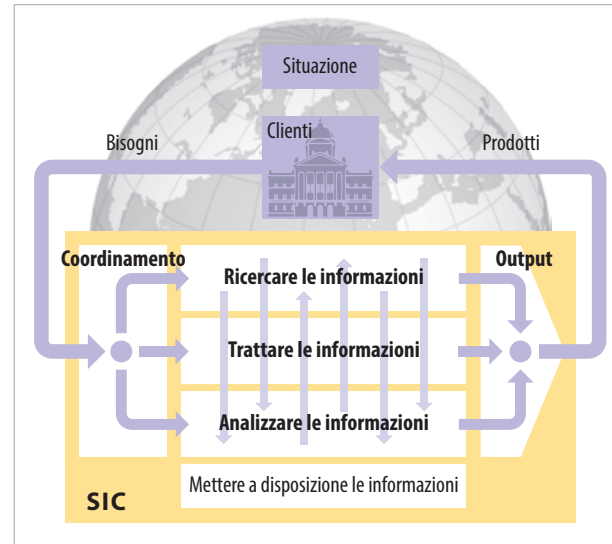 Situazione
Clienti
Bisogni
Prodotti
Coordinamento
Ricercare le informazioni
Output
Trattare le informazioni
Analizzare le informazioni
Mettere a disposizione le informazioni
SIC